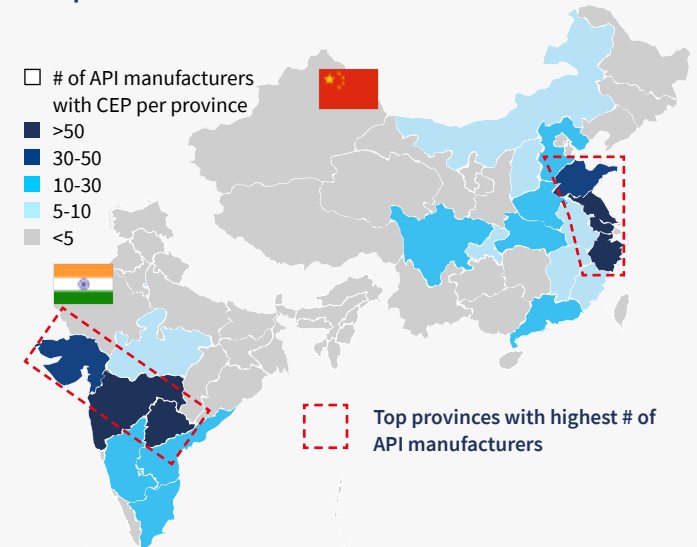 # of API manufacturers
with CEP per province
>50
30-50
10-30
5-10
<5
Top provinces with highest # of
API manufacturers